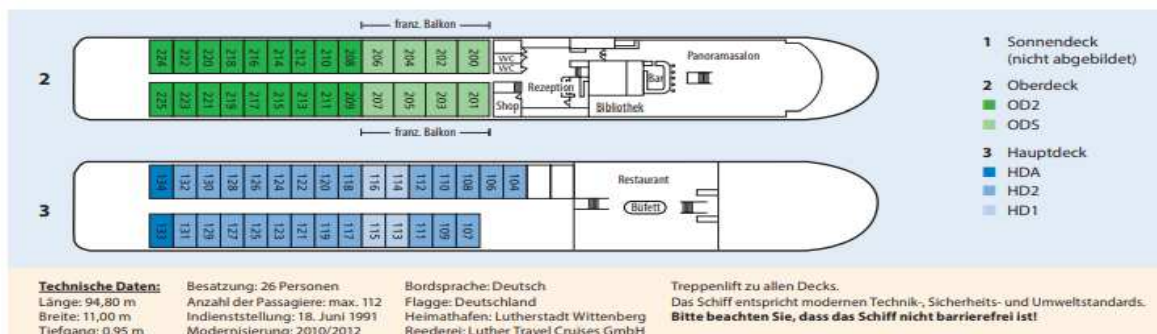 franz. Balkon
224 222 220 218 216 214 212 210 208 206 204 202 200
WC
WC
Panoramasalon
2
Rezeption
Bar
225 223 221 219 217 215 213 211 209 207 205 203 201
Shop
Bibliothek
franz. Balkon
134 132 130 128 126 124 122 120 118 116 114 112 110 108 106 104
Restaurant
3
Büfett
133 131 129 127 125 123 121 119 117 115 113 111 109 107
1 Sonnendeck
(nicht abgebildet)
2 Oberdeck
OD2
ODS
3 Hauptdeck
HDA
HD2
HD1
Technische Daten:
Länge: 94,80 m
Breite: 11,00 m
Tiefgang: 0,95 m
Besatzung: 26 Personen
Anzahl der Passagiere: max. 112
Indienststellung: 18. Juni 1991
Modernisierung: 2010/2012
Bordsprache: Deutsch
Flagge: Deutschland
Heimathafen: Lutherstadt Wittenberg
Reederei: Luther Travel Cruises GmbH
Treppenlift zu allen Decks.
Das Schiff entspricht modernen Technik-, Sicherheits- und Umweltstandards.
Bitte beachten Sie, dass das Schiff nicht barrierefrei ist!